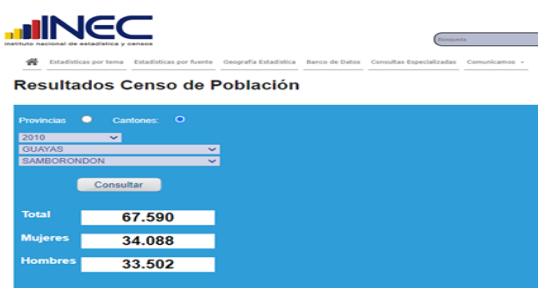 INEC
instituto nacional de estadística y censos
Búsqueda
Estadísticas por tema Estadísticas por fuente Geografía Estadística Banco de Datos Consultas Especializadas Comunicamos
Resultados Censo de Población
Provincias Cantones:
2010
GUAYAS
SAMBORONDON
Consultar
Total 67.590
Mujeres 34.088
Hombres 33.502